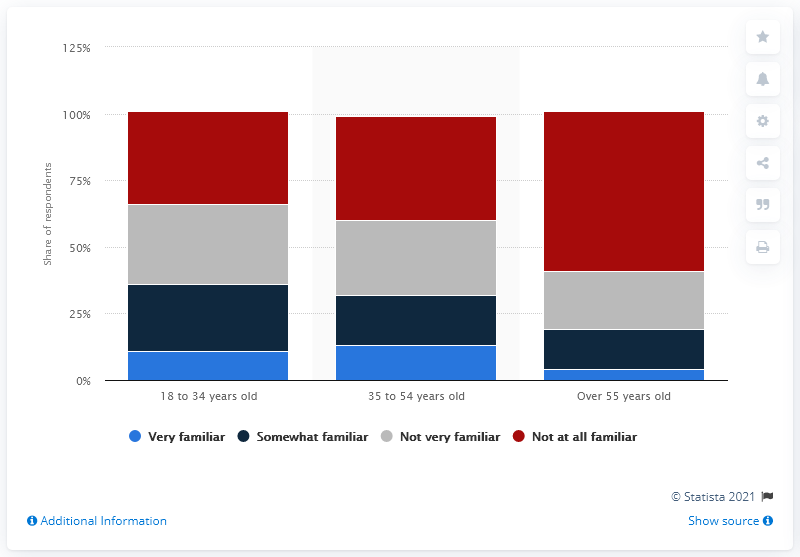 125%
100%
75%
50%
25%
0%
Share of respondents
18 to 34 years old
35 to 54 years old
Over 55 years old
Very familiar
Somewhat familiar
Not very familiar
Not at all familiar
© Statista 2021
Additional Information
Show source